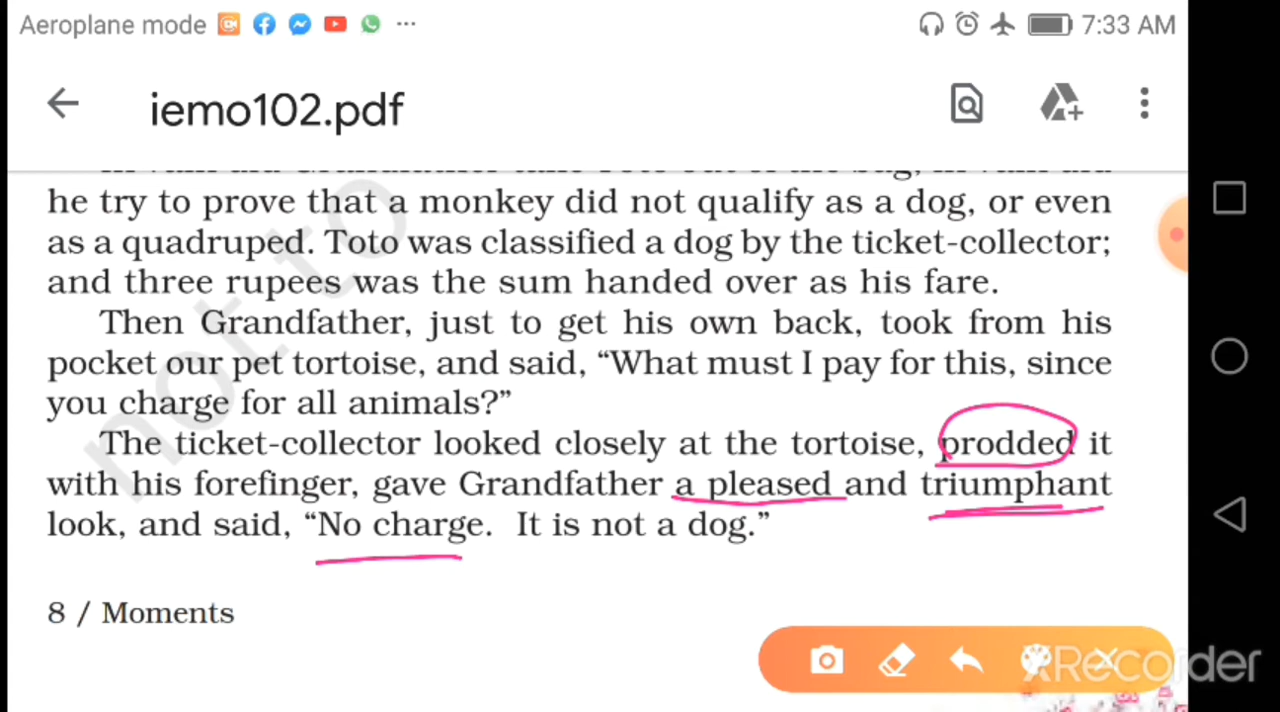 Aeroplane mode ... 7:33 AM
iemo102.pdf
he try to prove that a monkey did not qualify as a dog, or even
as a quadruped. Toto was classified a dog by the ticket-collector;
and three rupees was the sum handed over as his fare.
Then Grandfather, just to get his own back, took from his
pocket our pet tortoise, and said, “What must I pay for this, since
you charge for all animals?”
The ticket-collector looked closely at the tortoise, prodded it
with his forefinger, gave Grandfather a pleased and triumphant
look, and said, “No charge. It is not a dog.”
8 / Moments
XRecorder
not to